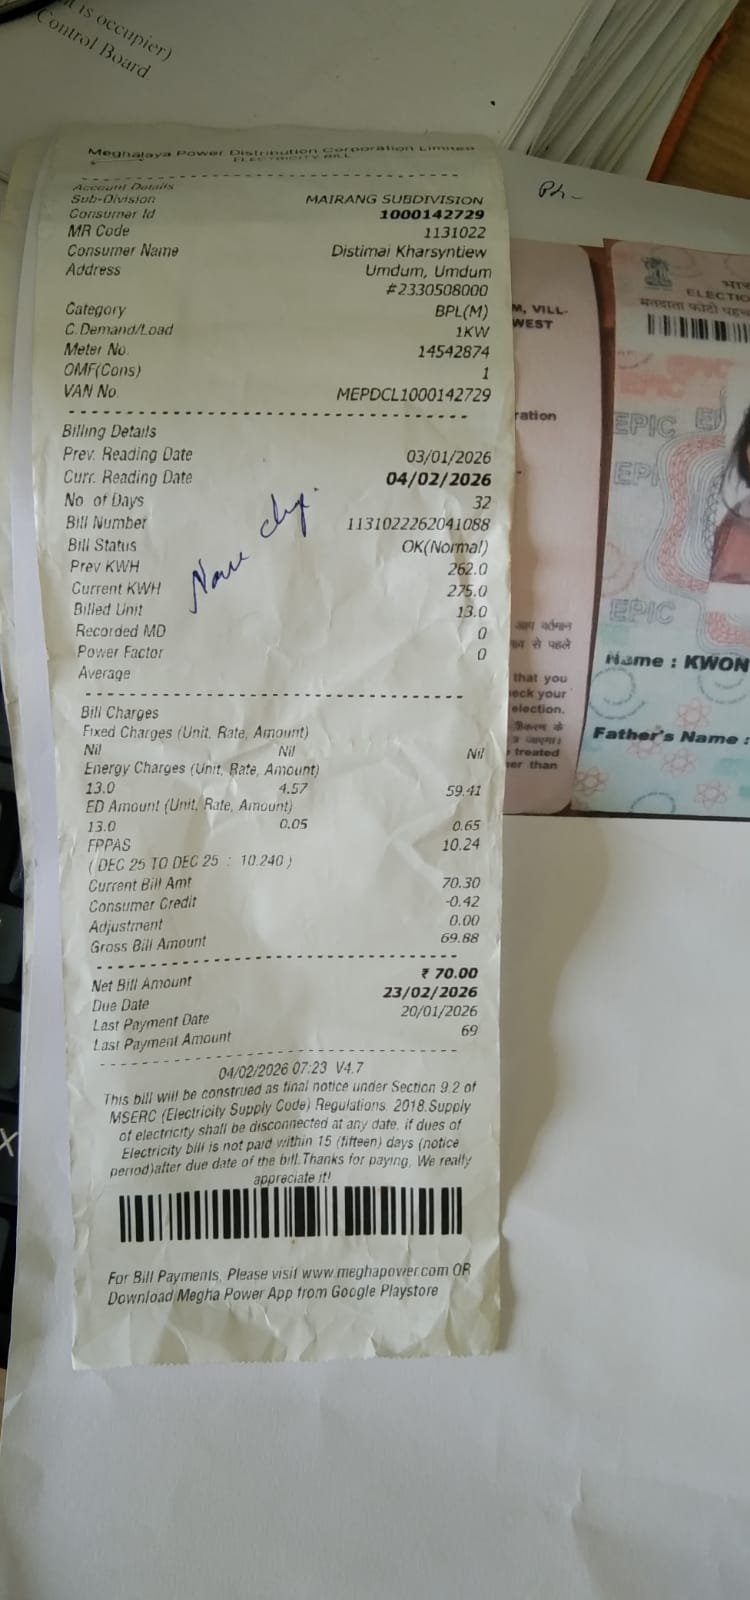 it is occupier)
Control Board
Meghalaya Power Distribution Corporation Limited
ELECTRICITY BILL
Account Details
Sub-Division MAIRANG SUBDIVISION
Consumer Id 1000142729
MR Code 1131022
Consumer Name Distimai Kharsyntiew
Address Umdum, Umdum
#2330508000
Category BPL(M)
C.Demand/Load 1KW
Meter No. 14542874
OMF(Cons) 1
VAN No. MEPDCL1000142729
Billing Details
Prev. Reading Date 03/01/2026
Curr. Reading Date 04/02/2026
No. of Days 32
Bill Number 1131022262041088
Bill Status OK(Normal)
Prev KWH 262.0
Current KWH 275.0
Billed Unit 13.0
Recorded MD 0
Power Factor 0
Average
Bill Charges
Fixed Charges (Unit, Rate, Amount)
Nil Nil Nil
Energy Charges (Unit, Rate, Amount)
13.0 4.57 59.41
ED Amount (Unit, Rate, Amount)
13.0 0.05 0.65
FPPAS 10.24
( DEC 25 TO DEC 25 : 10.240 )
Current Bill Amt 70.30
Consumer Credit -0.42
Adjustment 0.00
Gross Bill Amount 69.88
Net Bill Amount ₹ 70.00
Due Date 23/02/2026
Last Payment Date 20/01/2026
Last Payment Amount 69
04/02/2026 07:23 V4.7
This bill will be construed as final notice under Section 9.2 of
MSERC (Electricity Supply Code) Regulations, 2018.Supply
of electricity shall be disconnected at any date, if dues of
Electricity bill is not paid within 15 (fifteen) days (notice
period)after due date of the bill.Thanks for paying, We really
appreciate it!
For Bill Payments, Please visit www.meghapower.com OR
Download Megha Power App from Google Playstore
M, VILL-
WEST
ration
आप वर्तमान
व से पहले
that you
eck your
election.
treated
er than
भार
ELECTIO
मतदाता फोटो पहच
EPIC
EPIC
Name : KWON
Father's Name :